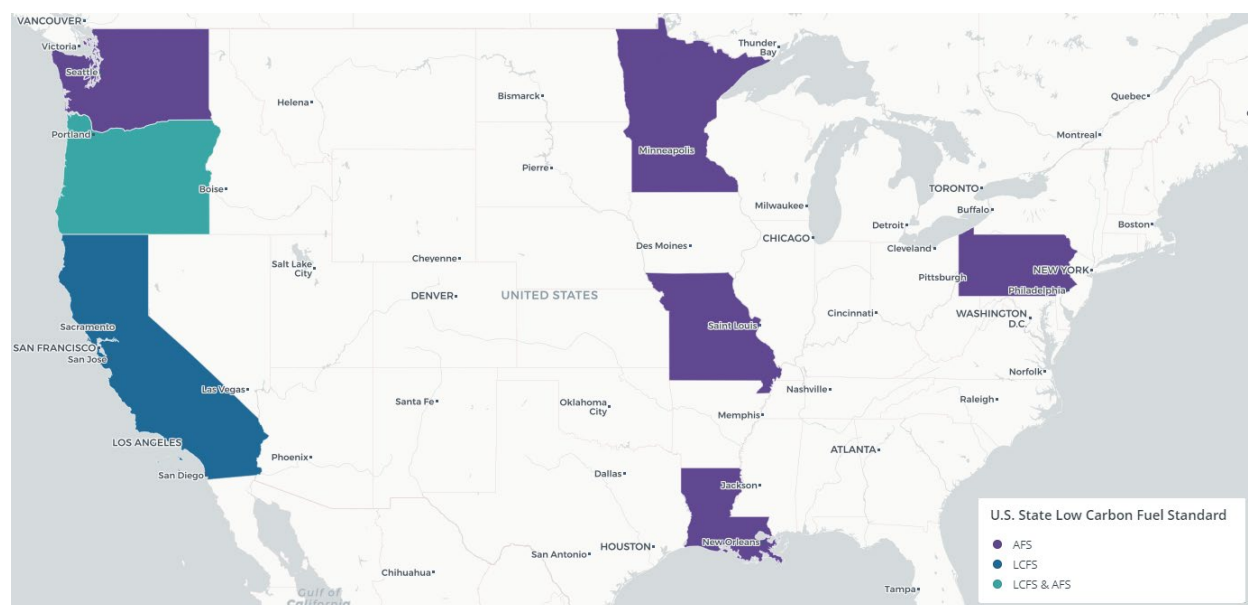 VANCOUVER
Victoria
Seattle
Thunder
Bay
Helena
Bismarck
Quebec
Portland
Montreal
Minneapolis
Pierre
Boise
TORONTO
Milwaukee
Buffalo
Detroit
Boston
CHICAGO
Des Moines
Cleveland
Salt Lake
City
Cheyenne
Pittsburgh
NEW YORK
DENVER
UNITED STATES
Philadelphia
Sacramento
Saint Louis
Cincinnati
WASHINGTON
D.C.
SAN FRANCISCO
San Jose
Norfolk
Las Vegas
Nashville
Santa Fe
Oklahoma
City
Raleigh
Memphis
LOS ANGELES
ATLANTA
Phoenix
San Diego
Dallas
Jackson
U.S. State Low Carbon Fuel Standard
AFS
LCFS
LCFS & AFS
New Orleans
HOUSTON
San Antonio
Chihuahua
Tampa
Gulf of
California